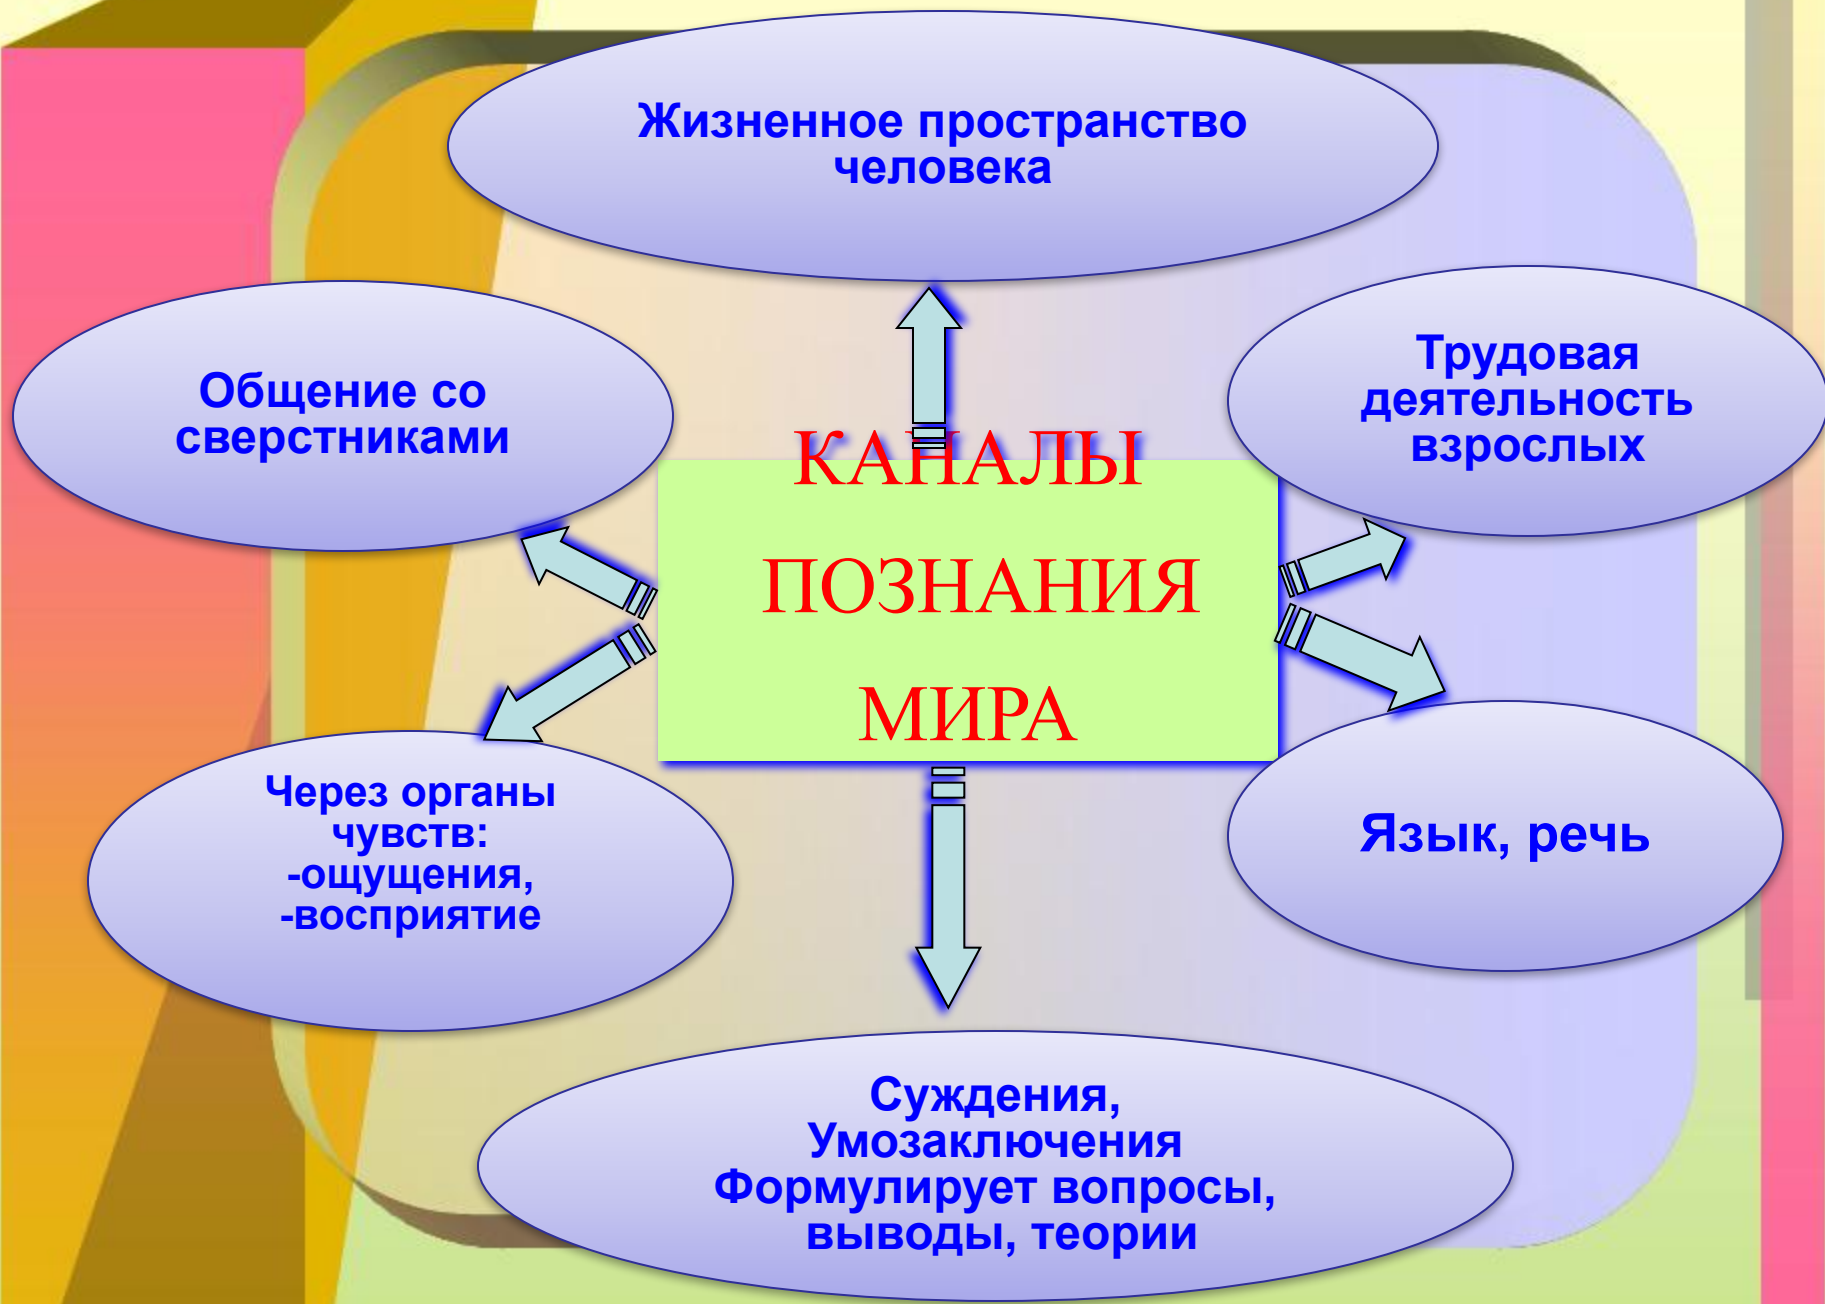 Жизненное пространство
человека
Общение со
сверстниками
Трудовая
деятельность
взрослых
КАНАЛЫ
ПОЗНАНИЯ
МИРА
Через органы
чувств:
-ощущения,
-восприятие
Язык, речь
Суждения,
Умозаключения
Формулирует вопросы,
выводы, теории